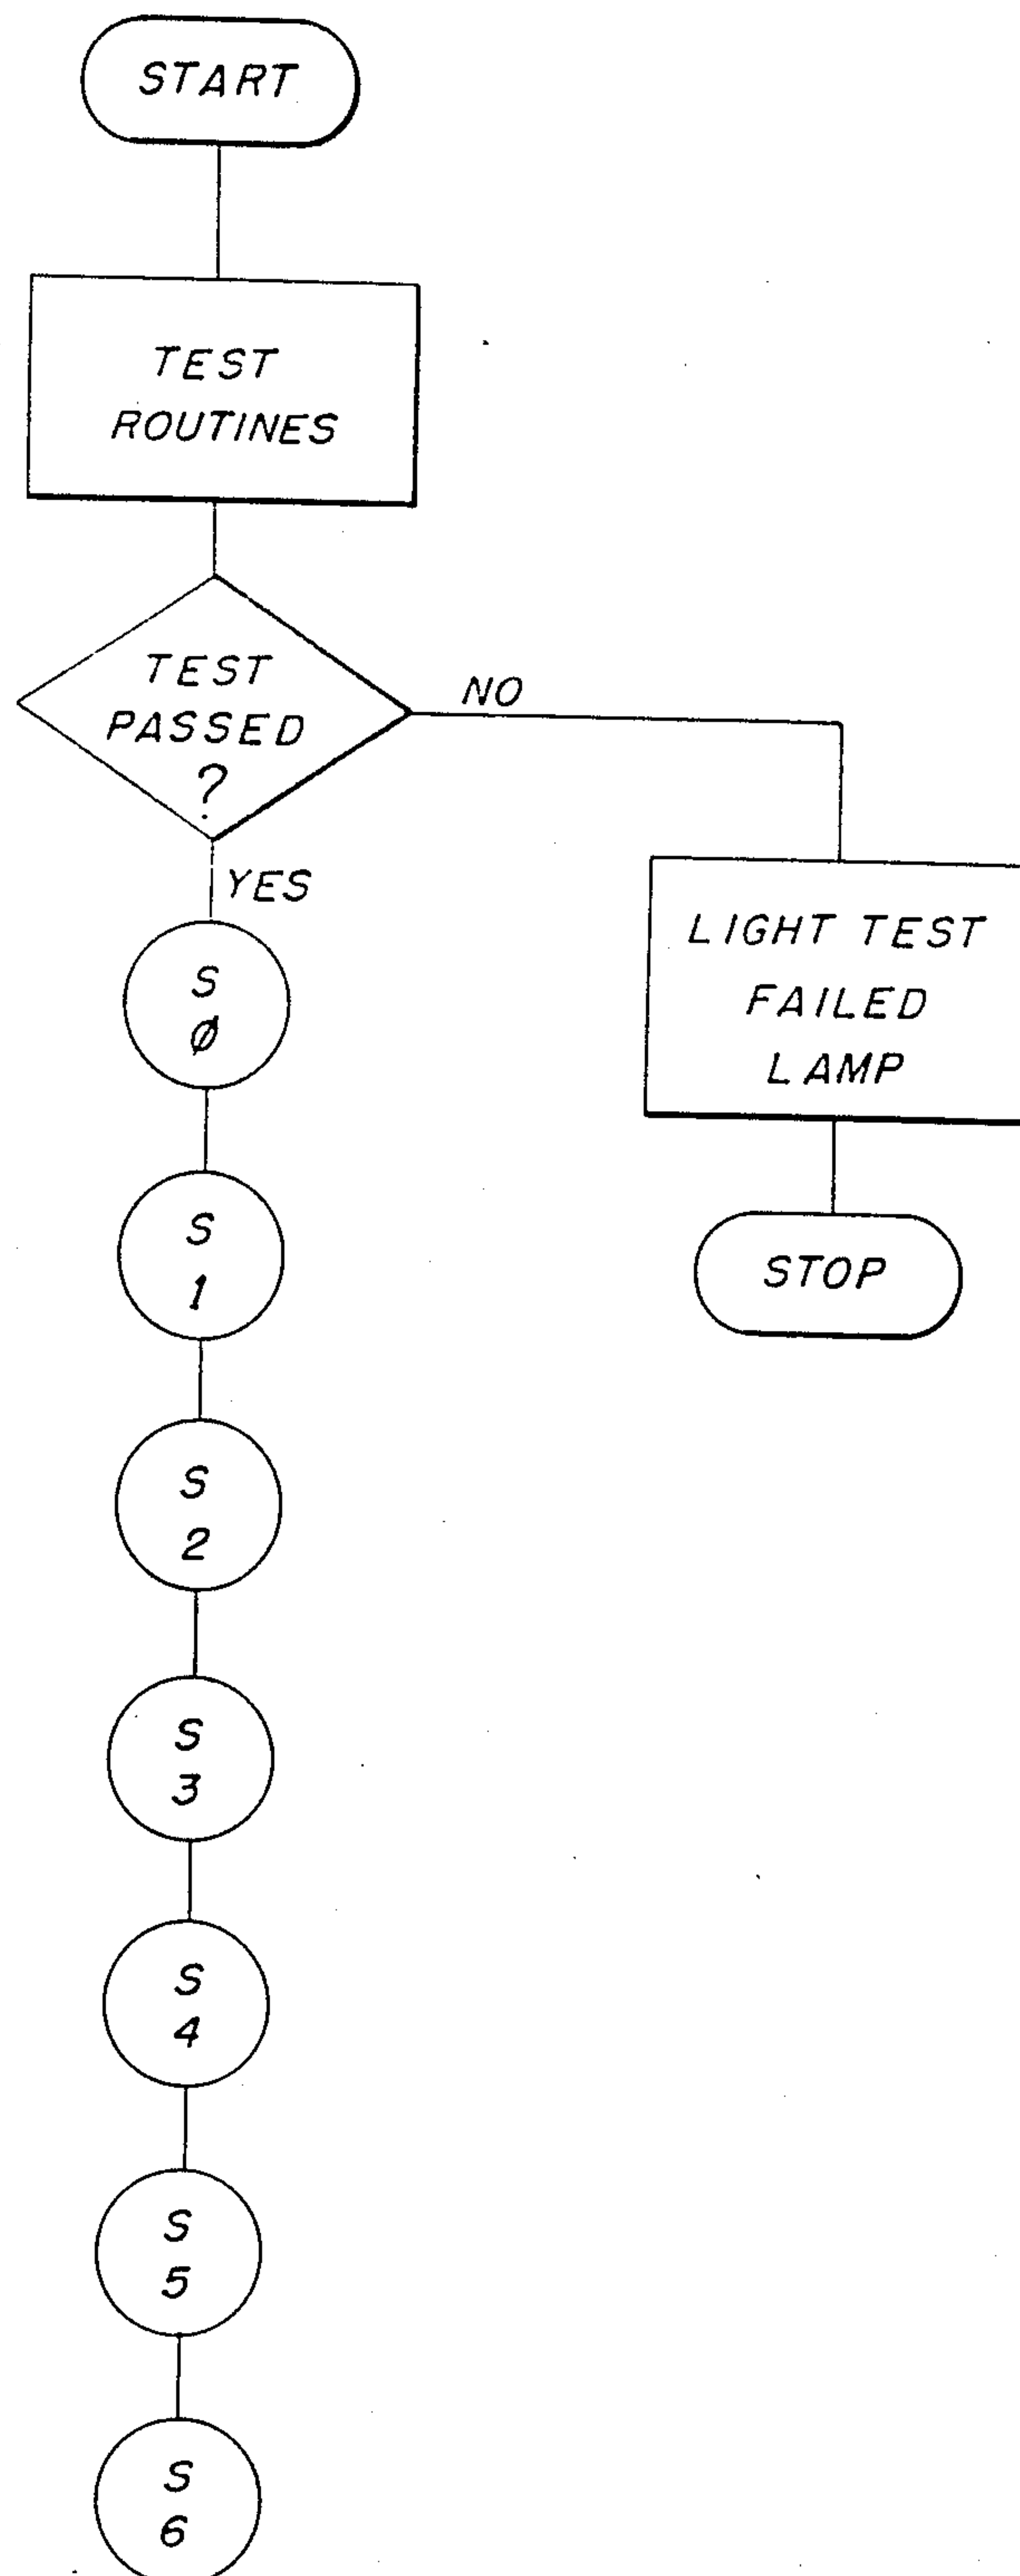 START
TEST
ROUTINES
TEST
PASSED
?
NO
YES
LIGHT TEST
FAILED
LAMP
STOP
S
Ø
S
1
S
2
S
3
S
4
S
5
S
6